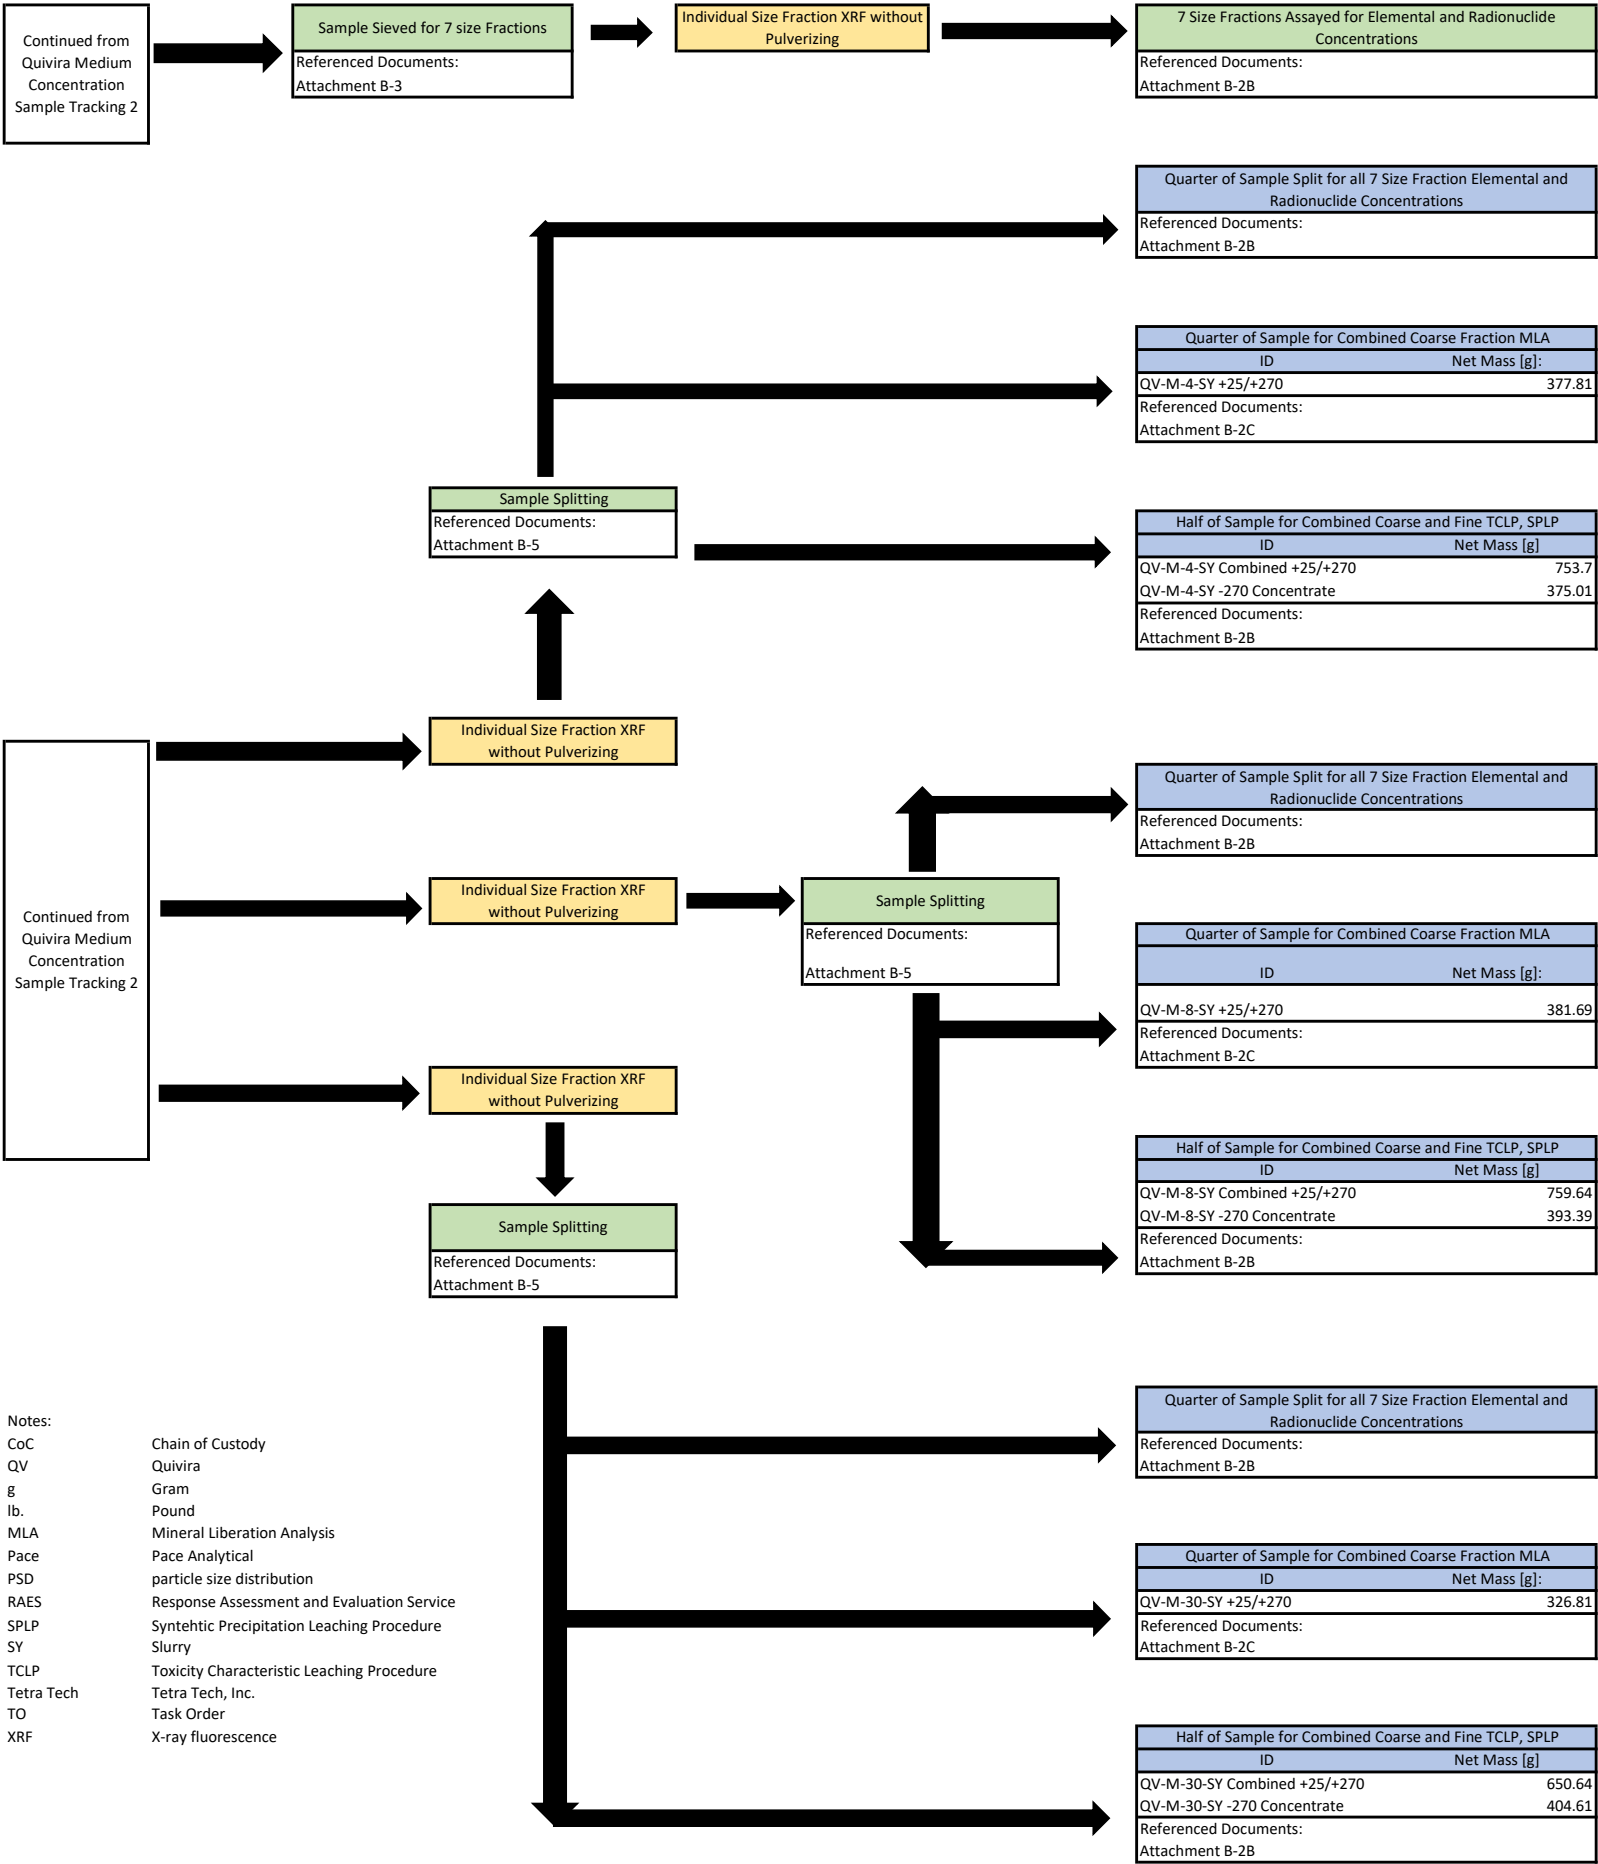 Continued from
Quivira Medium
Concentration
Sample Tracking 2
Sample Sieved for 7 size Fractions
Referenced Documents:
Attachment B-3
Individual Size Fraction XRF without
Pulverizing
7 Size Fractions Assayed for Elemental and Radionuclide
Concentrations
Referenced Documents:
Attachment B-2B
Quarter of Sample Split for all 7 Size Fraction Elemental and
Radionuclide Concentrations
Referenced Documents:
Attachment B-2B
Quarter of Sample for Combined Coarse Fraction MLA
ID Net Mass [g]:
QV-M-4-SY +25/+270 377.81
Referenced Documents:
Attachment B-2C
Sample Splitting
Referenced Documents:
Attachment B-5
Half of Sample for Combined Coarse and Fine TCLP, SPLP
ID Net Mass [g]
QV-M-4-SY Combined +25/+270 753.7
QV-M-4-SY -270 Concentrate 375.01
Referenced Documents:
Attachment B-2B
Individual Size Fraction XRF
without Pulverizing
Continued from
Quivira Medium
Concentration
Sample Tracking 2
Quarter of Sample Split for all 7 Size Fraction Elemental and
Radionuclide Concentrations
Referenced Documents:
Attachment B-2B
Individual Size Fraction XRF
without Pulverizing
Sample Splitting
Referenced Documents:
Attachment B-5
Quarter of Sample for Combined Coarse Fraction MLA
ID Net Mass [g]:
QV-M-8-SY +25/+270 381.69
Referenced Documents:
Attachment B-2C
Individual Size Fraction XRF
without Pulverizing
Half of Sample for Combined Coarse and Fine TCLP, SPLP
ID Net Mass [g]
QV-M-8-SY Combined +25/+270 759.64
QV-M-8-SY -270 Concentrate 393.39
Referenced Documents:
Attachment B-2B
Sample Splitting
Referenced Documents:
Attachment B-5
Quarter of Sample Split for all 7 Size Fraction Elemental and
Radionuclide Concentrations
Referenced Documents:
Attachment B-2B
Quarter of Sample for Combined Coarse Fraction MLA
ID Net Mass [g]:
QV-M-30-SY +25/+270 326.81
Referenced Documents:
Attachment B-2C
Half of Sample for Combined Coarse and Fine TCLP, SPLP
ID Net Mass [g]
QV-M-30-SY Combined +25/+270 650.64
QV-M-30-SY -270 Concentrate 404.61
Referenced Documents:
Attachment B-2B
Notes:
CoC Chain of Custody
QV Quivira
g Gram
lb. Pound
MLA Mineral Liberation Analysis
Pace Pace Analytical
PSD particle size distribution
RAES Response Assessment and Evaluation Service
SPLP Syntehtic Precipitation Leaching Procedure
SY Slurry
TCLP Toxicity Characteristic Leaching Procedure
Tetra Tech Tetra Tech, Inc.
TO Task Order
XRF X-ray fluorescence